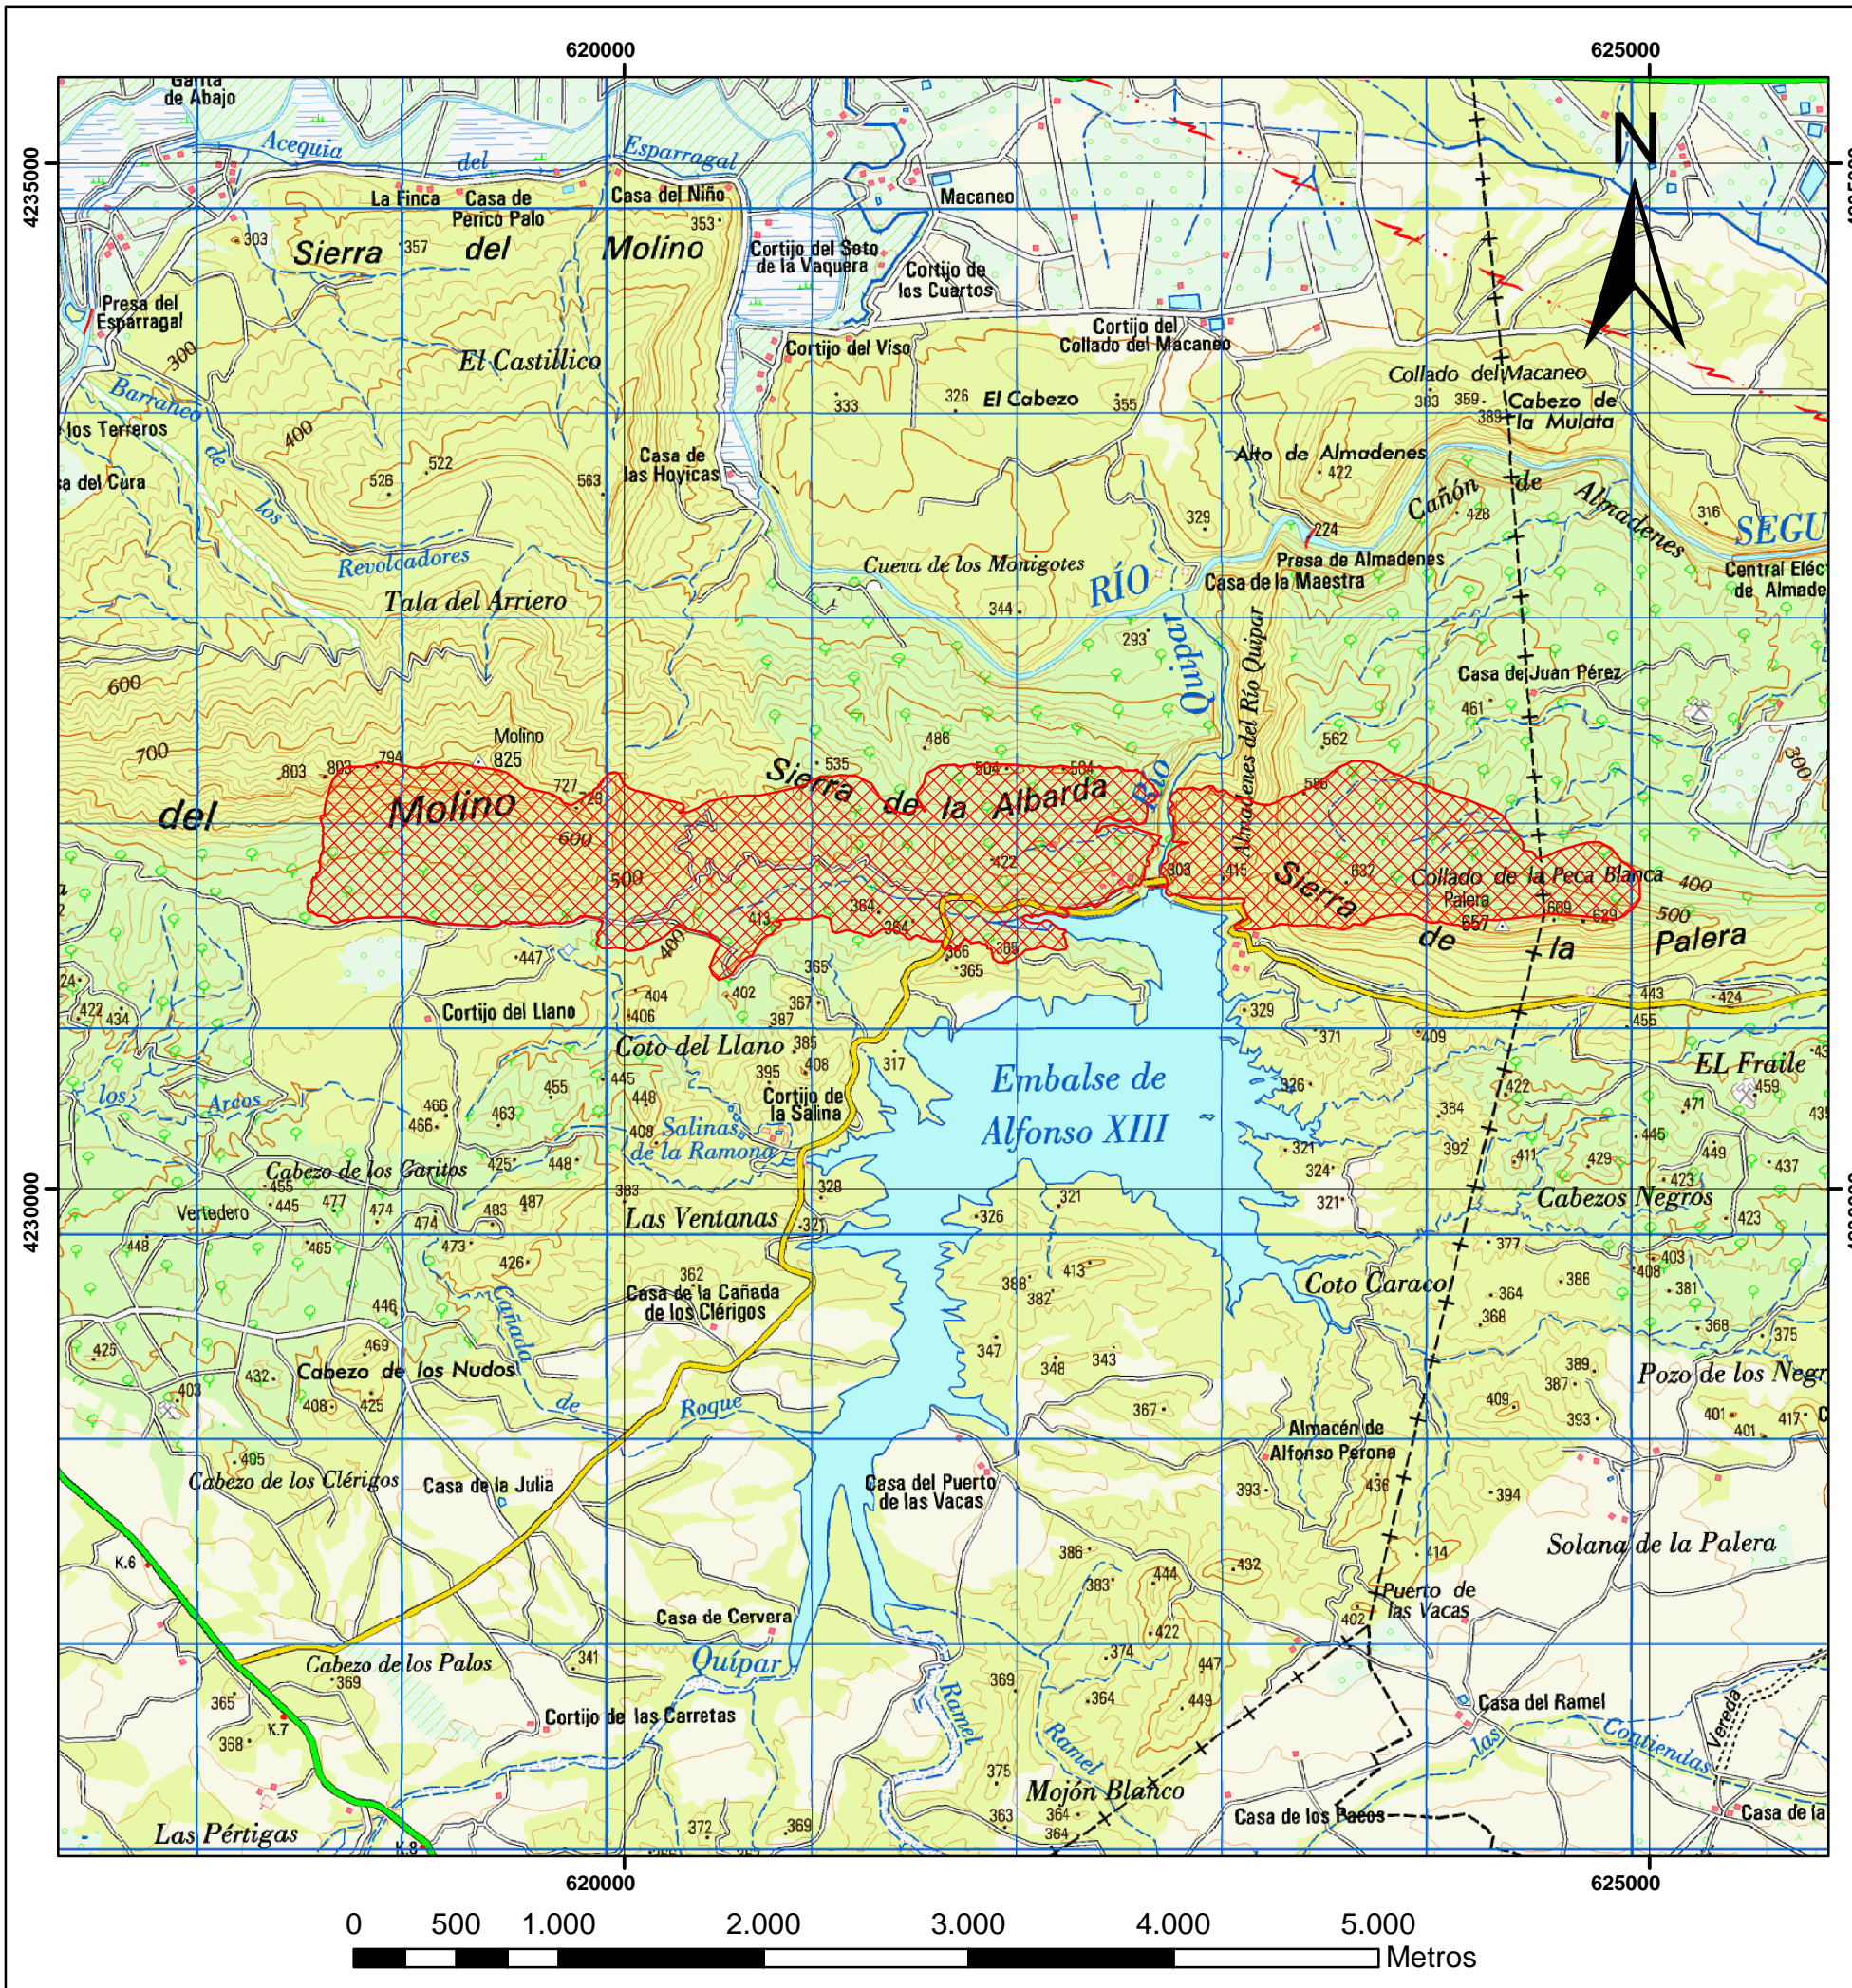 620000
625000
4235000
Garita
de Abajo
Acequia del Esparragal
La Finca
Casa de
Perico Palo
Casa del Niño
353
303
Sierra del Molino
357
Macaneo
Cortijo del Soto
de la Vaquera
Cortijo de
los Cuartos
N
Presa del
Esparragal
300
El Castillico
Cortijo del Viso
Cortijo del
Collado del Macaneo
Collado del Macaneo
359
389
Cabezo de
la Mulata
Barranco de los Revolcadores
los Terreros
400
333
326
El Cabezo
355
Alto de Almadenes
422
sa del Cura
522
526
563
Casa de
las Hoyicas
Cañón de Almadenes
428
316
SEGU
329
224
Presa de Almadenes
Cueva de los Monigotes
RÍO
Casa de la Maestra
Central Eléc
de Almade
Tala del Arriero
344
293
Río Quipar
Almadenes del Río Quipar
600
Casa de Juan Pérez
461
700
Molino
825
486
562
300
803
803
794
727
729
535
504
504
586
del Molino
Sierra de la Albarda
600
500
422
303
415
632
Sierra de la Palera
Collado de la Peca Blanca
Palera
657
609
629
400
500
413
364
364
400
447
365
366
365
365
404
402
406
367
387
24
422
434
Cortijo del Llano
329
371
409
443
424
455
Coto del Llano
385
408
395
317
EL Fraile
459
Embalse de
Alfonso XIII
los Arcos
455
445
448
466
466
463
408
Cortijo de
la Salina
Salinas
de la Ramona
326
422
384
392
471
445
449
437
321
324
321
411
429
423
423
Cabezos Negros
Cabezo de los Garitos
425
448
455
445
477
474
474
483
487
473
426
465
448
Vertedero
383
328
Las Ventanas
321
326
321
377
403
408
413
388
382
362
Casa de la Cañada
de los Clérigos
Coto Caraco
364
368
386
381
368
375
446
469
425
432
403
408
425
Cabezo de los Nudos
Cañada de Roque
347
348
343
367
389
387
393
409
Pozo de los Negr
401
401
417
Almacén de
Alfonso Perona
405
Cabezo de los Clérigos
Casa de la Julia
Casa del Puerto
de las Vacas
393
436
394
Solana de la Palera
K.6
386
383
444
432
414
Puerto de
las Vacas
402
Casa de Cervera
422
374
447
449
364
Quípar
341
Cabezo de los Palos
369
365
K.7
368
369
Ramel
Ramel
Cortijo de las Carretas
Casa del Ramel
las Contiendas
Vereda
375
Mojón Blanco
363
364
364
Casa de los Pacos
Casa de la
Las Pértigas
372
369
K.8
4230000
620000
625000
0 500 1.000 2.000 3.000 4.000 5.000
Metros